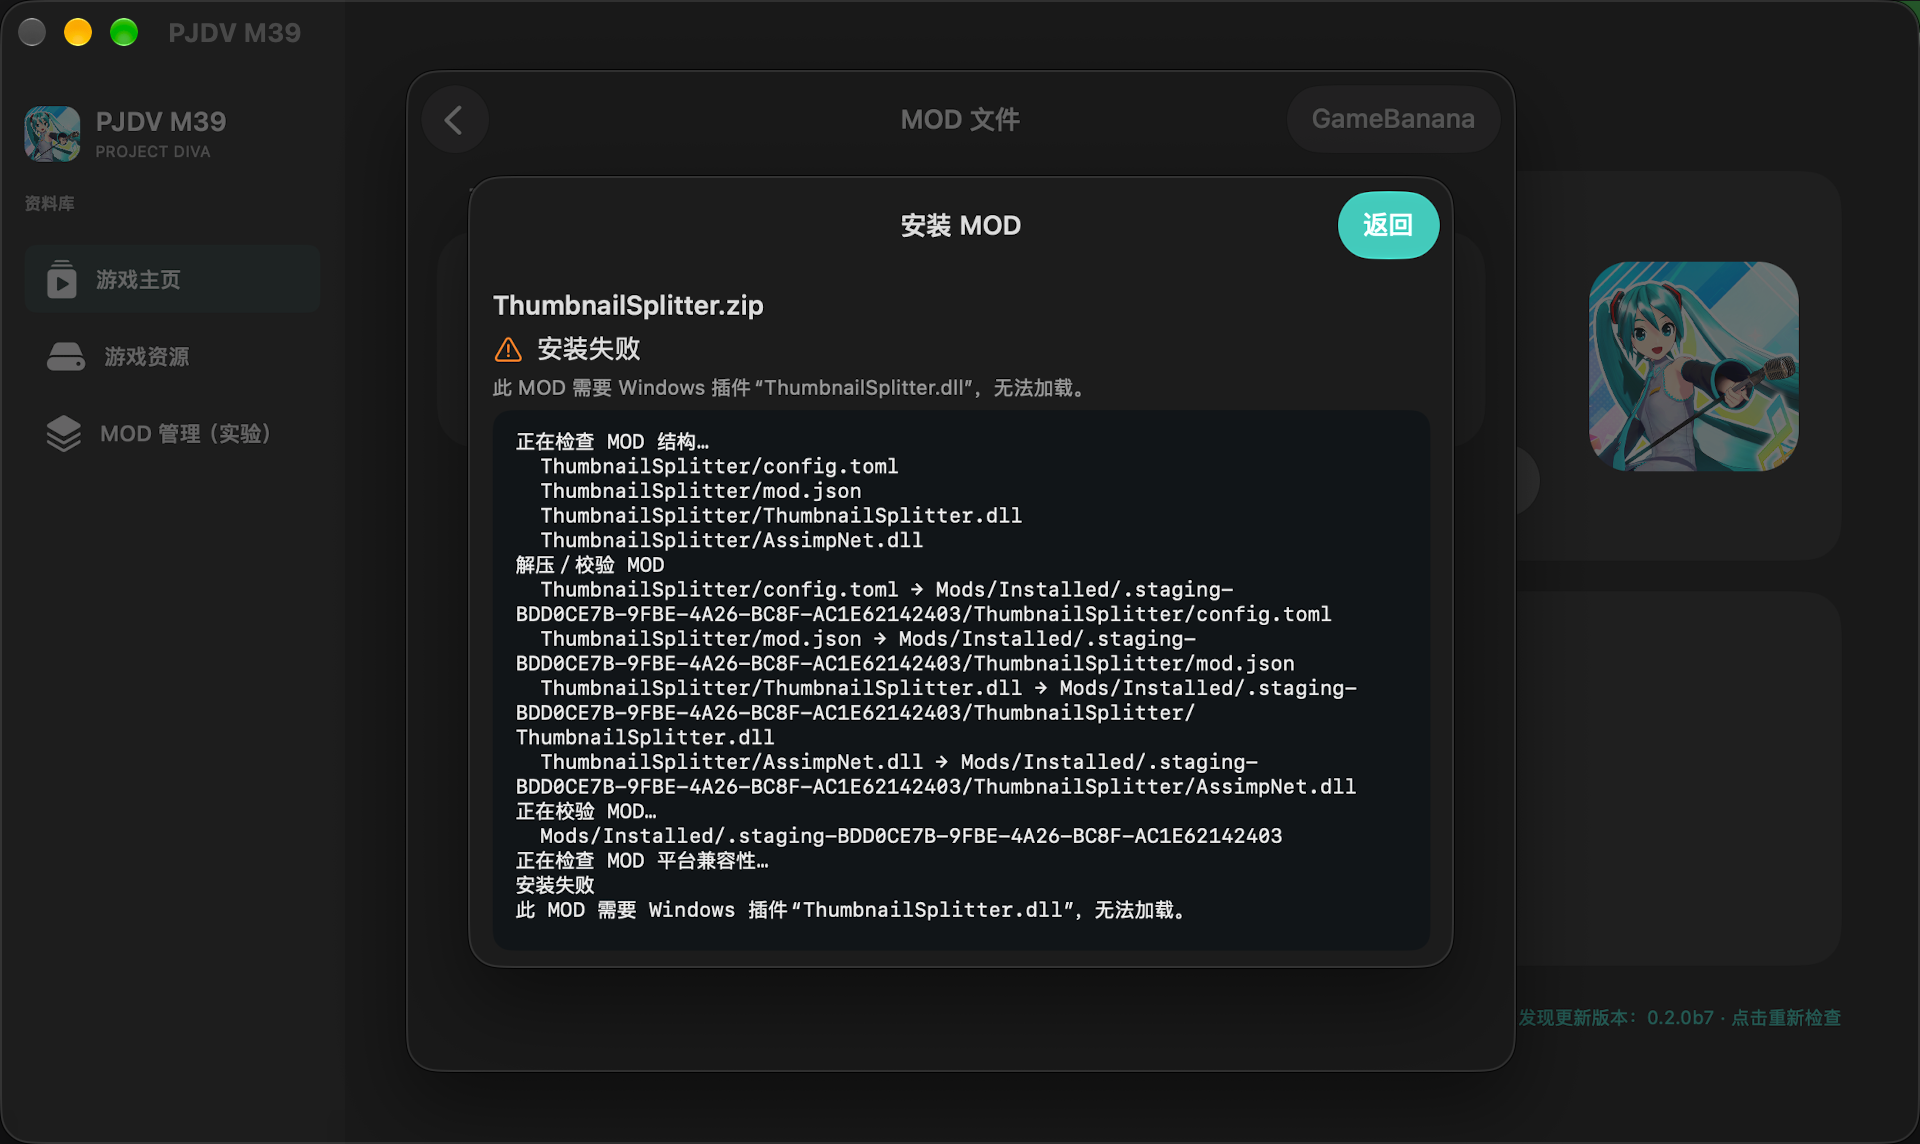 PJDV M39
PJDV M39
PROJECT DIVA
资料库
游戏主页
游戏资源
MOD 管理（实验）
MOD 文件
GameBanana
安装 MOD
返回
ThumbnailSplitter.zip
安装失败
此 MOD 需要 Windows 插件“ThumbnailSplitter.dll”，无法加载。
正在检查 MOD 结构…
ThumbnailSplitter/config.toml
ThumbnailSplitter/mod.json
ThumbnailSplitter/ThumbnailSplitter.dll
ThumbnailSplitter/AssimpNet.dll
解压／校验 MOD
ThumbnailSplitter/config.toml → Mods/Installed/.staging-
BDD0CE7B-9FBE-4A26-BC8F-AC1E62142403/ThumbnailSplitter/config.toml
ThumbnailSplitter/mod.json → Mods/Installed/.staging-
BDD0CE7B-9FBE-4A26-BC8F-AC1E62142403/ThumbnailSplitter/mod.json
ThumbnailSplitter/ThumbnailSplitter.dll → Mods/Installed/.staging-
BDD0CE7B-9FBE-4A26-BC8F-AC1E62142403/ThumbnailSplitter/
ThumbnailSplitter.dll
ThumbnailSplitter/AssimpNet.dll → Mods/Installed/.staging-
BDD0CE7B-9FBE-4A26-BC8F-AC1E62142403/ThumbnailSplitter/AssimpNet.dll
正在校验 MOD…
Mods/Installed/.staging-BDD0CE7B-9FBE-4A26-BC8F-AC1E62142403
正在检查 MOD 平台兼容性…
安装失败
此 MOD 需要 Windows 插件“ThumbnailSplitter.dll”，无法加载。
发现更新版本：0.2.0b7 · 点击重新检查